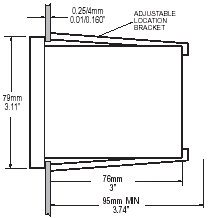 0.25/4mm
0.01/0.160"
ADJUSTABLE
LOCATION
BRACKET
79mm
3.11"
76mm
3"
95mm MIN
3.74"